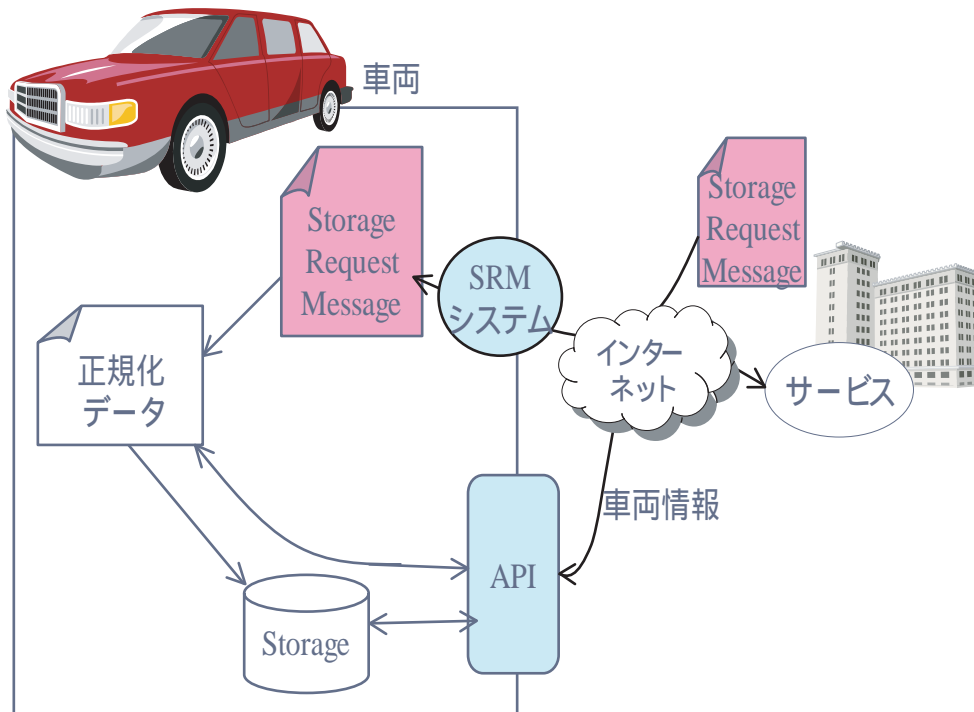 車両
Storage
Request
Message
Storage
Request
Message
SRM
システム
インター
ネット
サービス
正規化
データ
車両情報
API
Storage